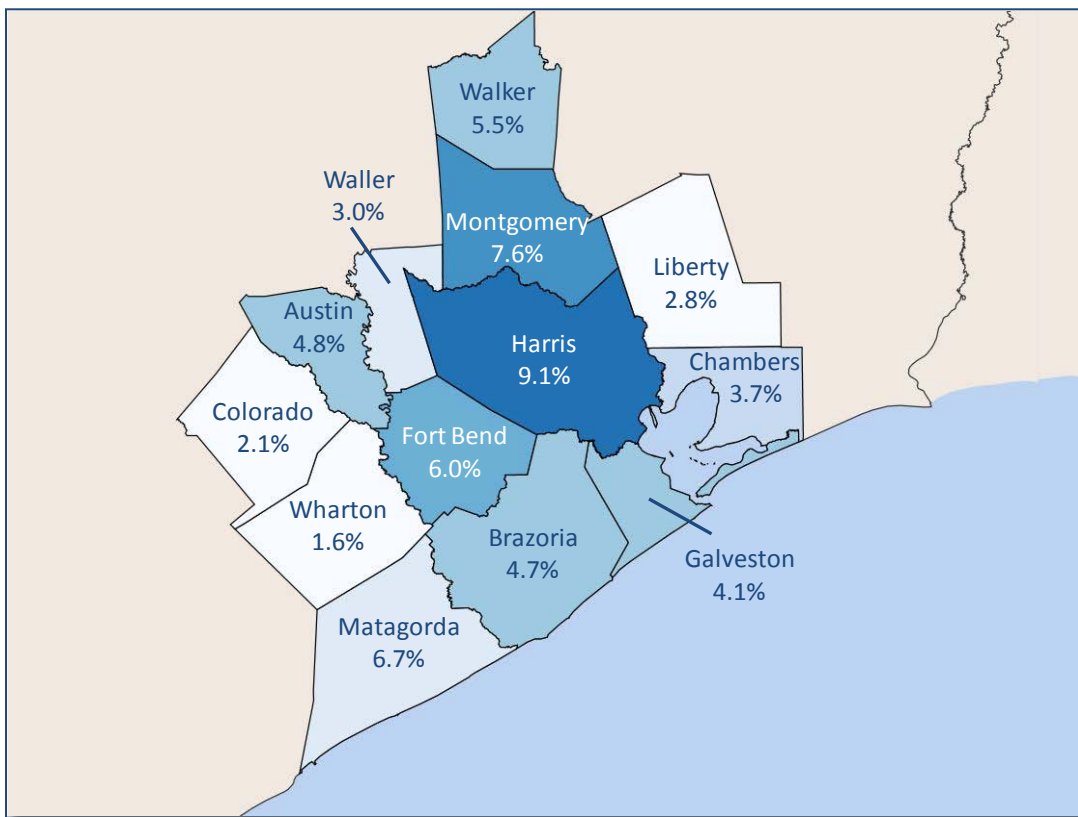 Walker
5.5%
Waller
3.0%
Montgomery
7.6%
Liberty
2.8%
Austin
4.8%
Harris
9.1%
Chambers
3.7%
Colorado
2.1%
Fort Bend
6.0%
Wharton
1.6%
Brazoria
4.7%
Galveston
4.1%
Matagorda
6.7%